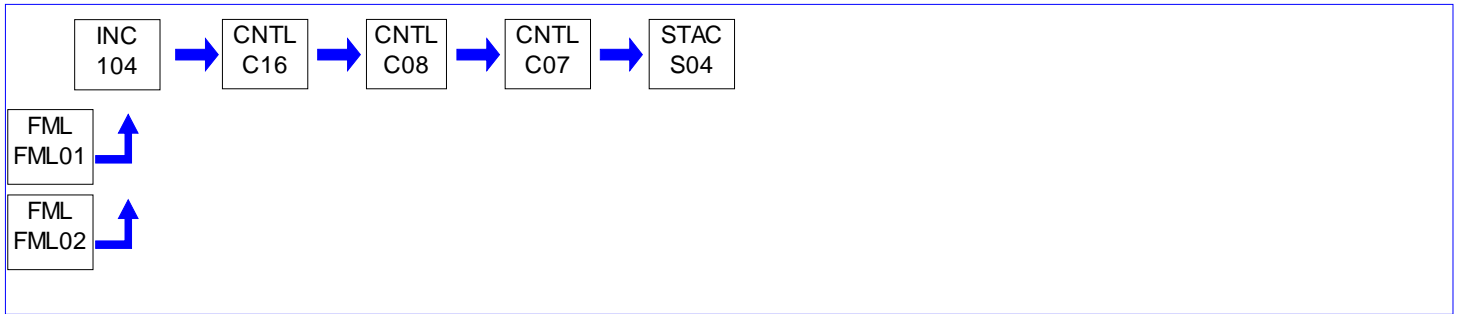 INC
104
CNTL
C16
CNTL
C08
CNTL
C07
STAC
S04
FML
FML01
FML
FML02